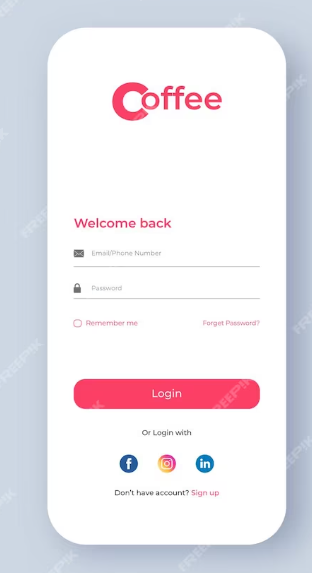 Coffee
Welcome back
Email/Phone Number
Password
Remember me
Forget Password?
Login
Or Login with
f
in
Don't have account? Sign up
FREEPIK